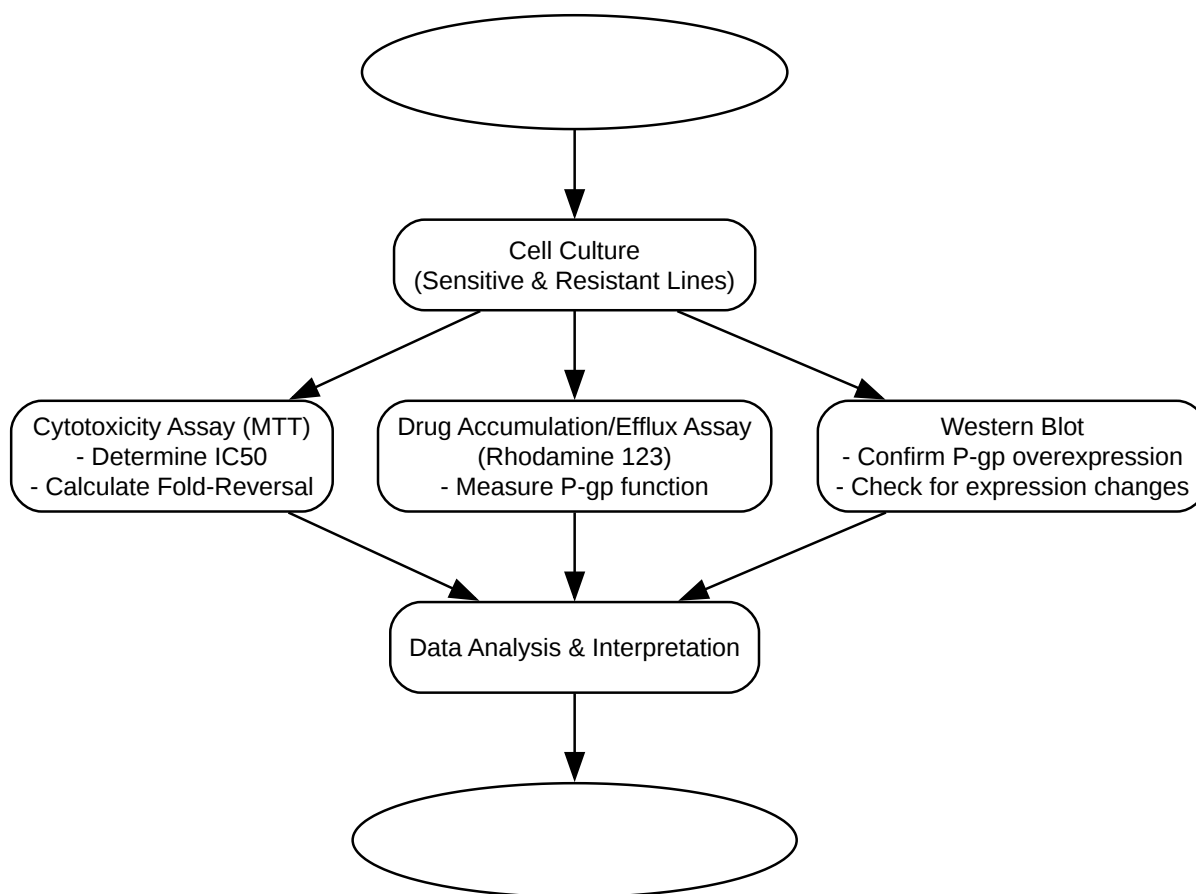 Cell Culture
(Sensitive & Resistant Lines)
Cytotoxicity Assay (MTT)
- Determine IC50
- Calculate Fold-Reversal
Drug Accumulation/Efflux Assay
(Rhodamine 123)
- Measure P-gp function
Western Blot
- Confirm P-gp overexpression
- Check for expression changes
Data Analysis & Interpretation